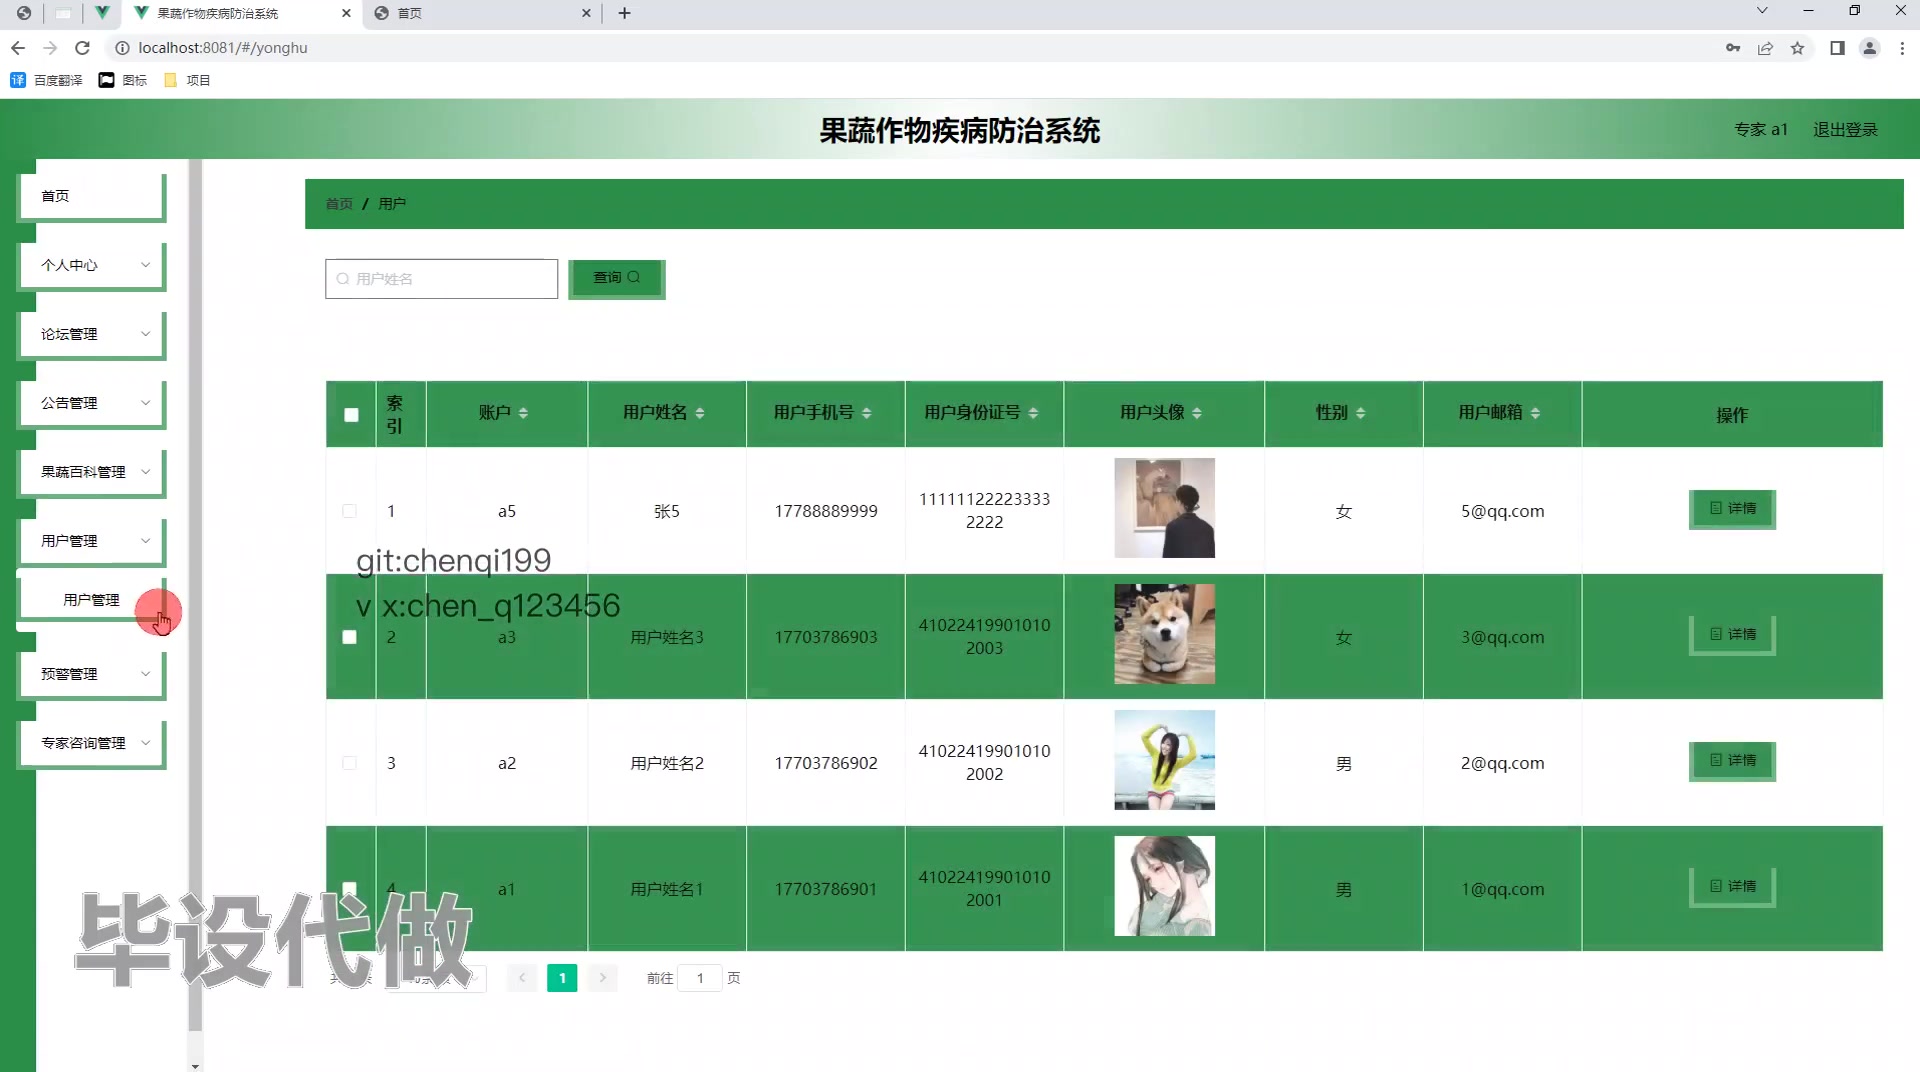 果蔬作物疾病防治系统
首页
localhost:8081/#/yonghu
百度翻译
图标
项目
果蔬作物疾病防治系统
专家 a1
退出登录
首页
个人中心
论坛管理
公告管理
果蔬百科管理
用户管理
用户管理
预警管理
专家咨询管理
首页 / 用户
用户姓名
查询
索引 账户 用户姓名 用户手机号 用户身份证号 用户头像 性别 用户邮箱 操作
1 a5 张5 17788889999 111111222233332222 女 5@qq.com 详情
git:chenqi199
v x:chen_q123456
2 a3 用户姓名3 17703786903 410224199010102003 女 3@qq.com 详情
3 a2 用户姓名2 17703786902 410224199010102002 男 2@qq.com 详情
4 a1 用户姓名1 17703786901 410224199010102001 男 1@qq.com 详情
毕设代做
1
前往 1 页